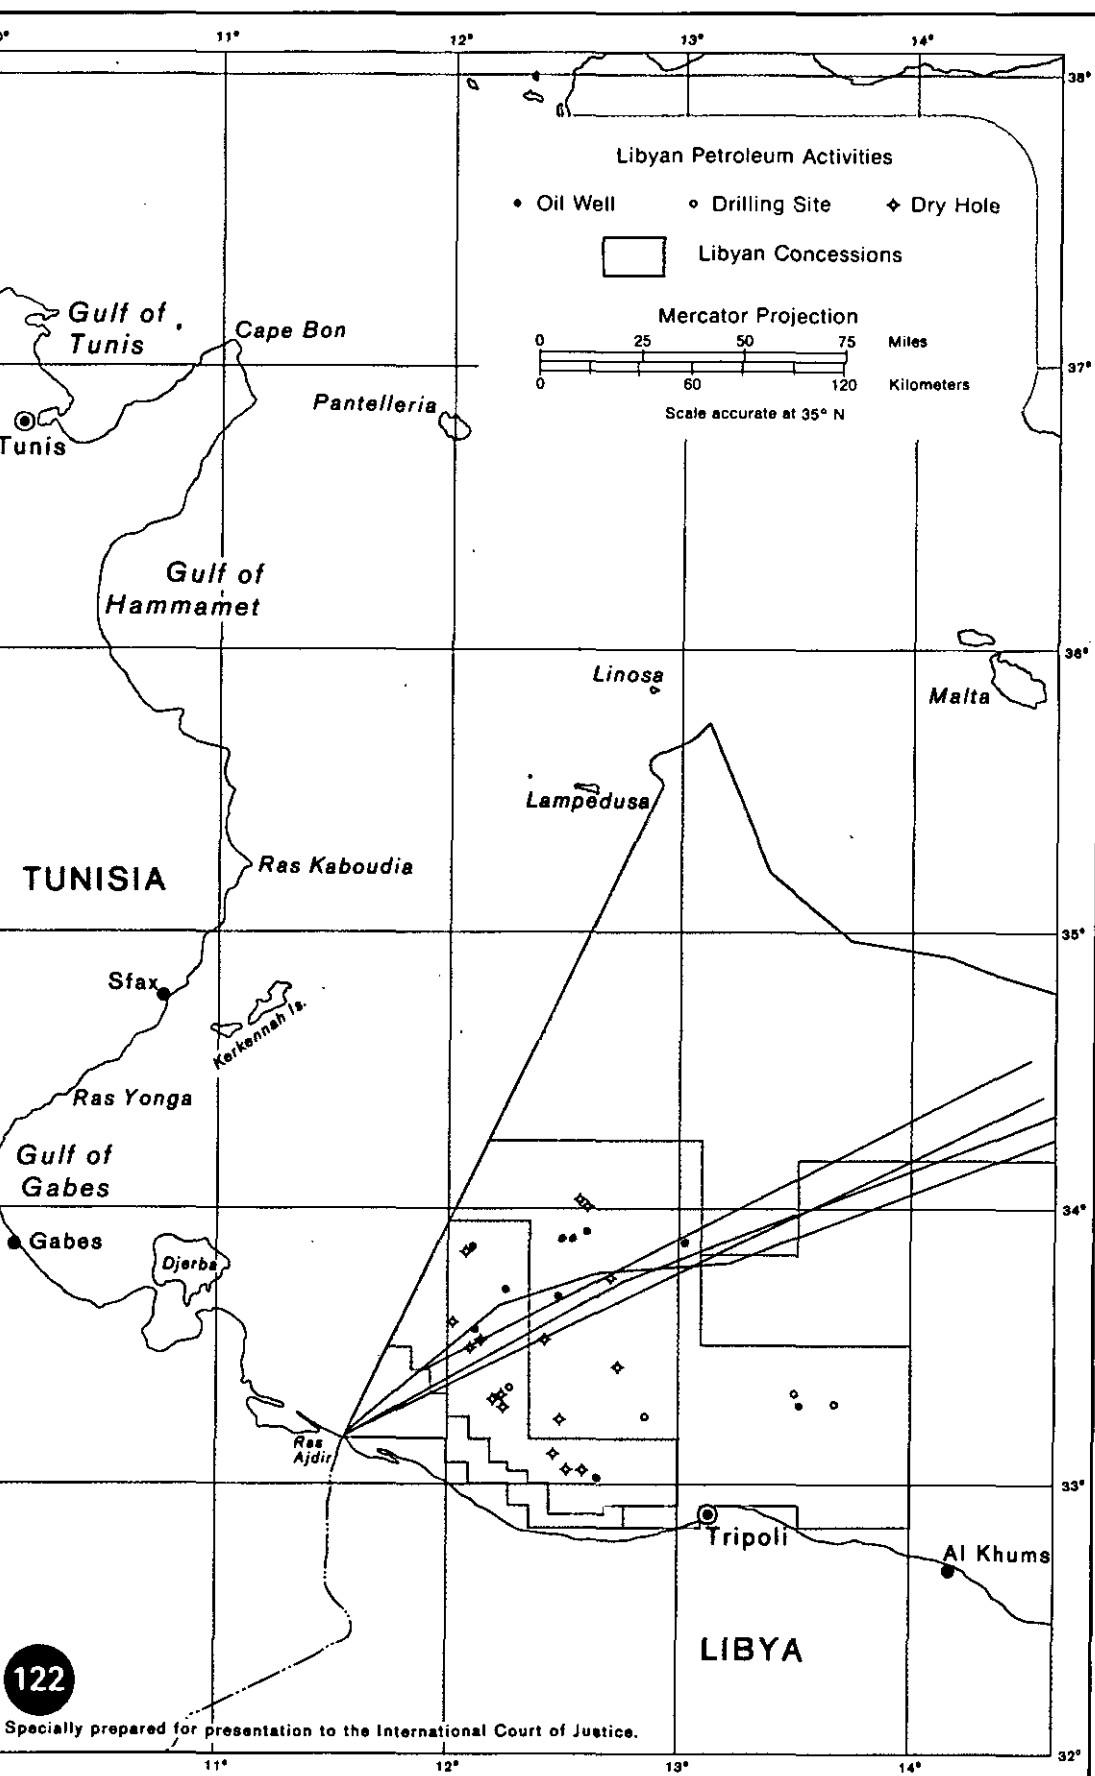 11°
12°
13°
14°
38°
Libyan Petroleum Activities
Oil Well
Drilling Site
Dry Hole
Libyan Concessions
Gulf of
Tunis
Cape Bon
Mercator Projection
0 25 50 75 Miles
0 60 120 Kilometers
Scale accurate at 35° N
37°
Pantelleria
Tunis
Gulf of
Hammamet
36°
Linosa
Malta
Lampedusa
Ras Kaboudia
TUNISIA
35°
Sfax
Kerkennah Is.
Ras Yonga
Gulf of
Gabes
34°
Gabes
Djerba
Ras
Ajdir
33°
Tripoli
Al Khums
LIBYA
122
Specially prepared for presentation to the International Court of Justice.
32°
11°
12°
13°
14°